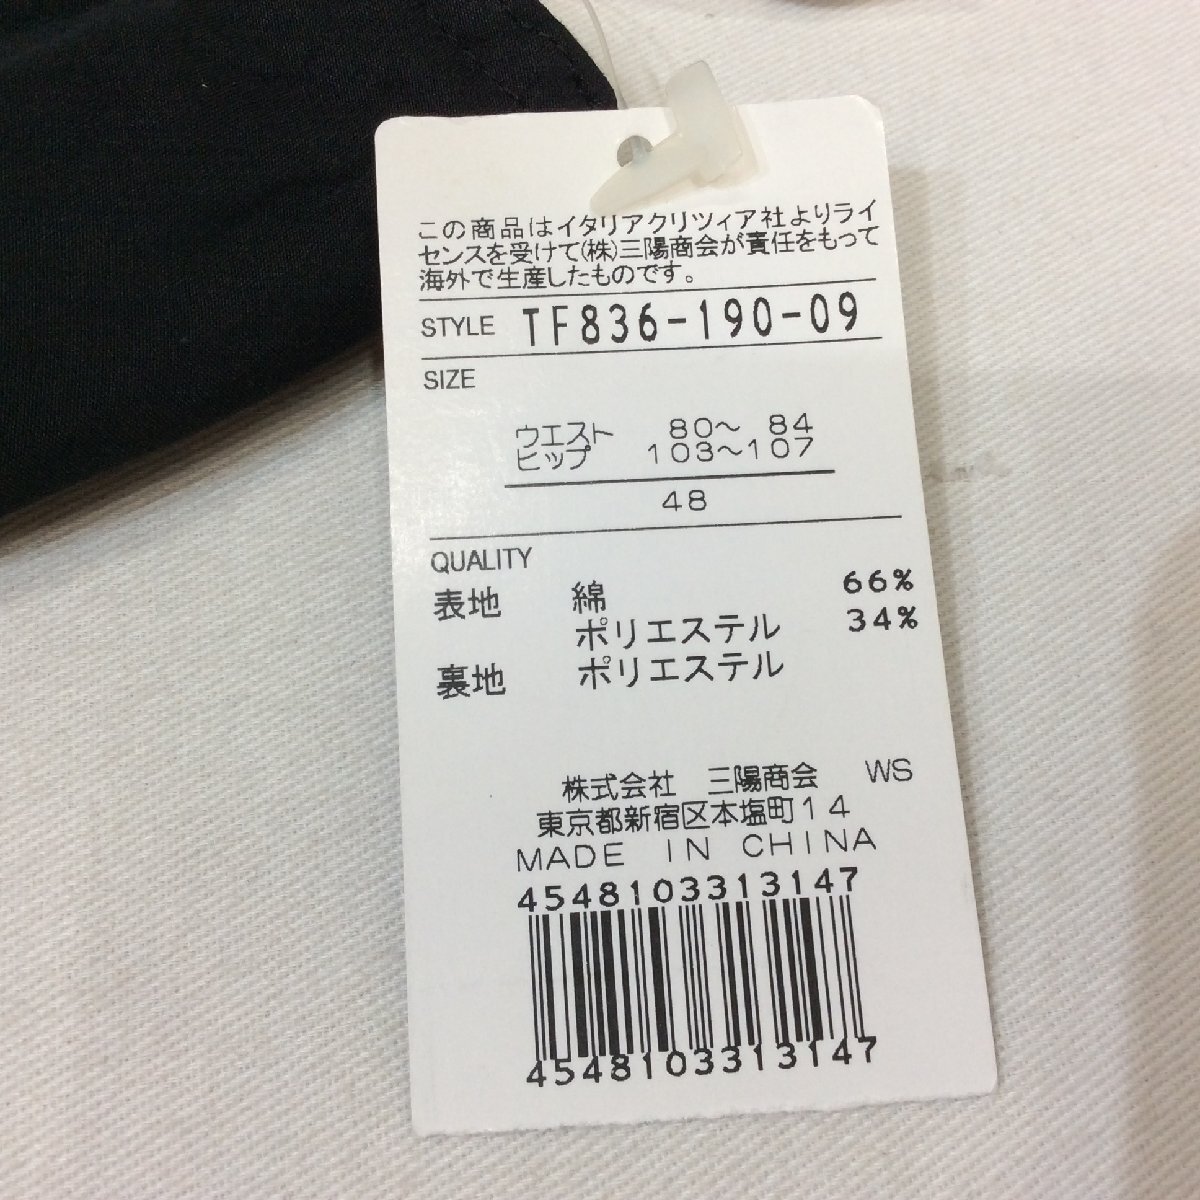 この商品はイタリアクリツィア社よりライ
センスを受けて(株)三陽商会が責任をもって
海外で生産したものです。
STYLE TF836-190-09
SIZE
ウエスト 80〜 84
ヒップ 103〜107
48
QUALITY
表地 綿 66%
ポリエステル 34%
裏地 ポリエステル
株式会社 三陽商会 WS
東京都新宿区本塩町14
MADE IN CHINA
4548103313147
4548103313147